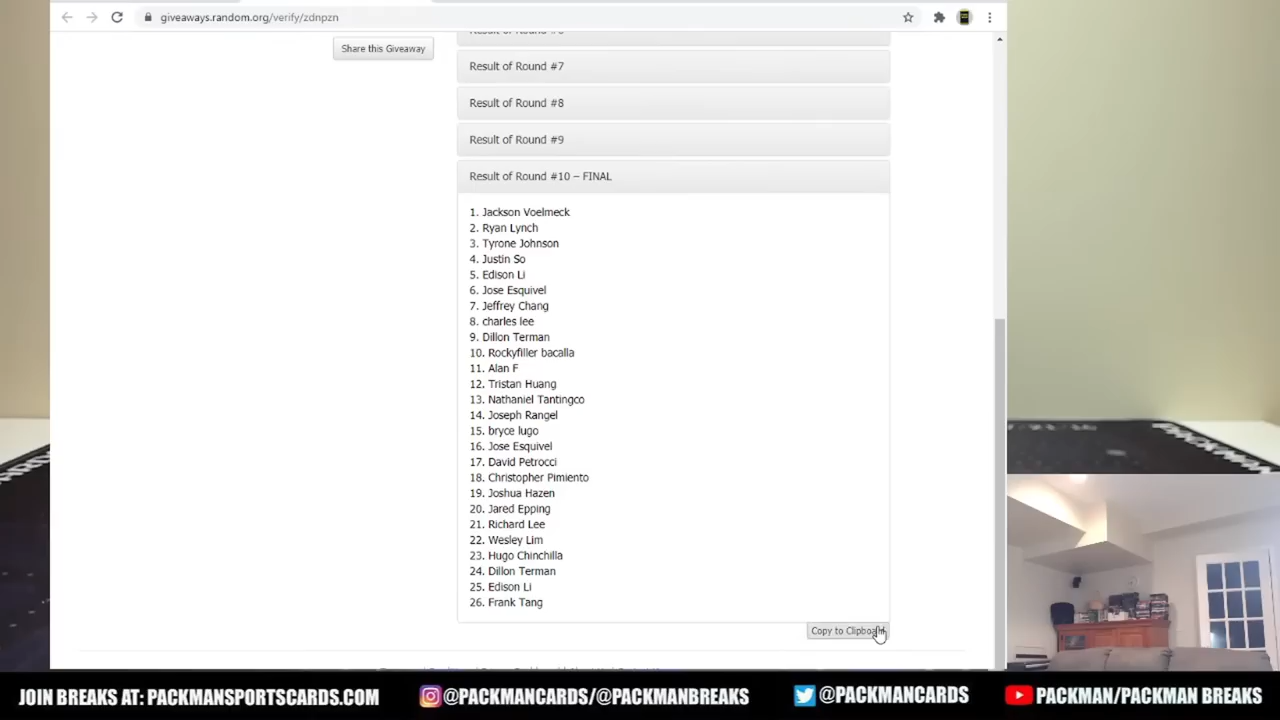 giveaways.random.org/verify/zdnpzn
Share this Giveaway
Result of Round #7
Result of Round #8
Result of Round #9
Result of Round #10 – FINAL
1. Jackson Voelmeck
2. Ryan Lynch
3. Tyrone Johnson
4. Justin So
5. Edison Li
6. Jose Esquivel
7. Jeffrey Chang
8. charles lee
9. Dillon Terman
10. Rockyfiller bacalla
11. Alan F
12. Tristan Huang
13. Nathaniel Tantingco
14. Joseph Rangel
15. bryce lugo
16. Jose Esquivel
17. David Petrocci
18. Christopher Pimiento
19. Joshua Hazen
20. Jared Epping
21. Richard Lee
22. Wesley Lim
23. Hugo Chinchilla
24. Dillon Terman
25. Edison Li
26. Frank Tang
Copy to Clipboard
JOIN BREAKS AT: PACKMANSPORTSCARDS.COM @PACKMANCARDS/@PACKMANBREAKS @PACKMANCARDS PACKMAN/PACKMAN BREAKS